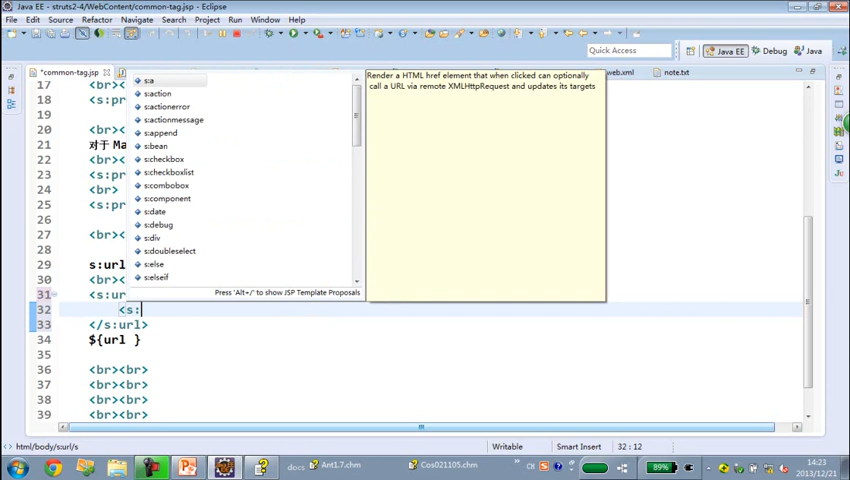 Java EE - struts2-4/WebContent/common-tag.jsp - Eclipse
File Edit Source Refactor Navigate Search Project Run Window Help
Quick Access
Java EE
Debug
Java
*common-tag.jsp
web.xml
note.txt
17 <br><
18 <s:pr
19
20 <br><
21 对于 Ma
22 <br><
23 <s:pr
24 <br>
25 <s:pr
26
27 <br><
28
29 s:url
30 <br><
31 <s:ur
32 <s:
33 </s:url>
34 ${url }
35
36 <br><br>
37 <br><br>
38 <br><br>
39 <br><br>
s:a
s:action
s:actionerror
s:actionmessage
s:append
s:bean
s:checkbox
s:checkboxlist
s:combobox
s:component
s:date
s:debug
s:div
s:doubleselect
s:else
s:elseif
Press 'Alt+/' to show JSP Template Proposals
Render a HTML href element that when clicked can optionally
call a URL via remote XMLHttpRequest and updates its targets
html/body/s:url/s
Writable
Smart Insert
32 : 12
docs
Ant1.7.chm
Cos021105.chm
CH
89%
14:23
2013/12/21